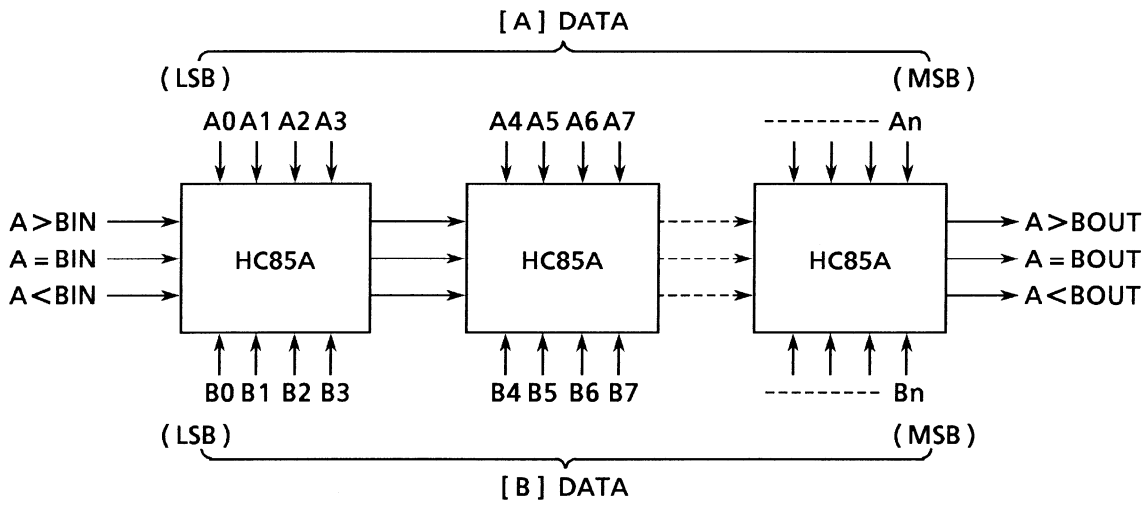 [ A ] DATA
(LSB) (MSB)
A0 A1 A2 A3 A4 A5 A6 A7 --------- An
A>BIN A>BOUT
A=BIN HC85A HC85A HC85A A=BOUT
A<BIN A<BOUT
B0 B1 B2 B3 B4 B5 B6 B7 --------- Bn
(LSB) (MSB)
[ B ] DATA